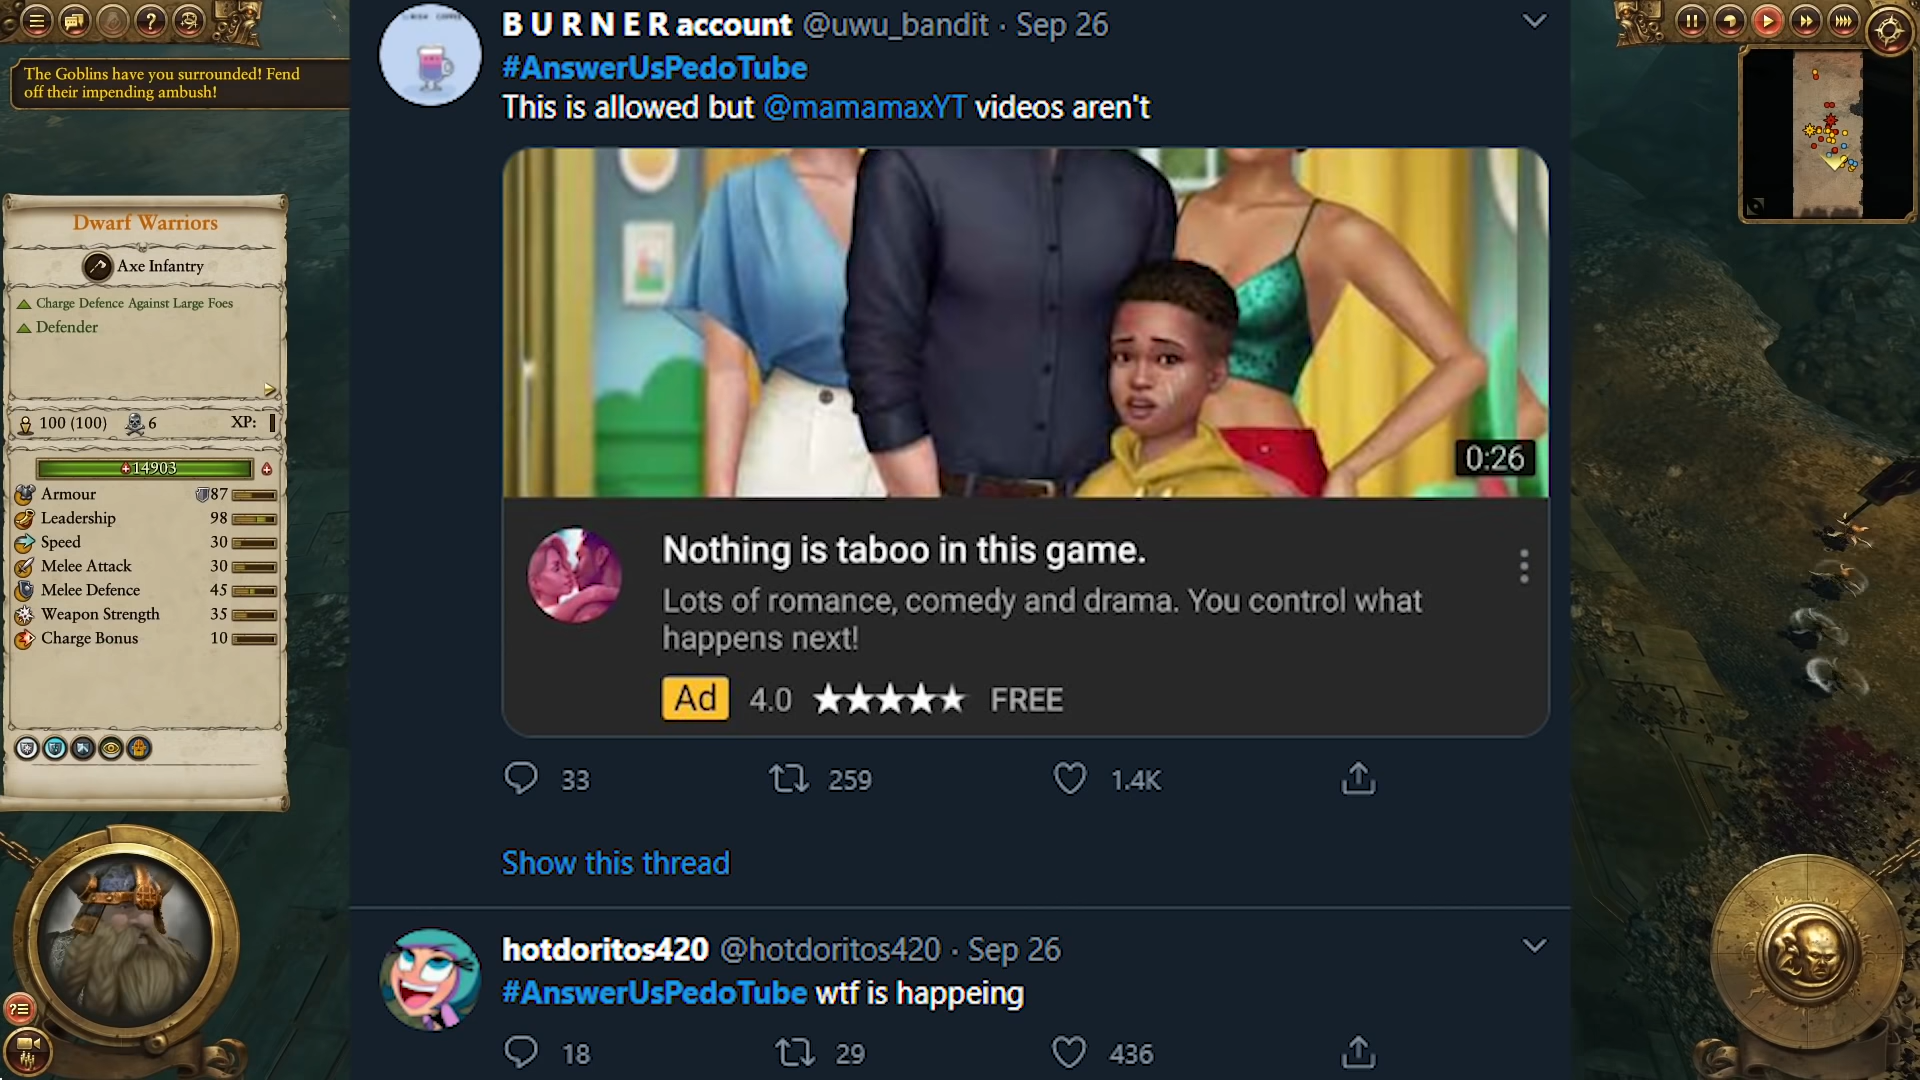 The Goblins have you surrounded! Fend
off their impending ambush!
Dwarf Warriors
Axe Infantry
Charge Defence Against Large Foes
Defender
100 (100) 6 XP:
14903
Armour 87
Leadership 98
Speed 30
Melee Attack 30
Melee Defence 45
Weapon Strength 35
Charge Bonus 10
B U R N E R account @uwu_bandit · Sep 26
#AnswerUsPedoTube
This is allowed but @mamamaxYT videos aren't
0:26
Nothing is taboo in this game.
Lots of romance, comedy and drama. You control what
happens next!
Ad 4.0 ★★★★★ FREE
33 259 1.4K
Show this thread
hotdoritos420 @hotdoritos420 · Sep 26
#AnswerUsPedoTube wtf is happeing
18 29 436